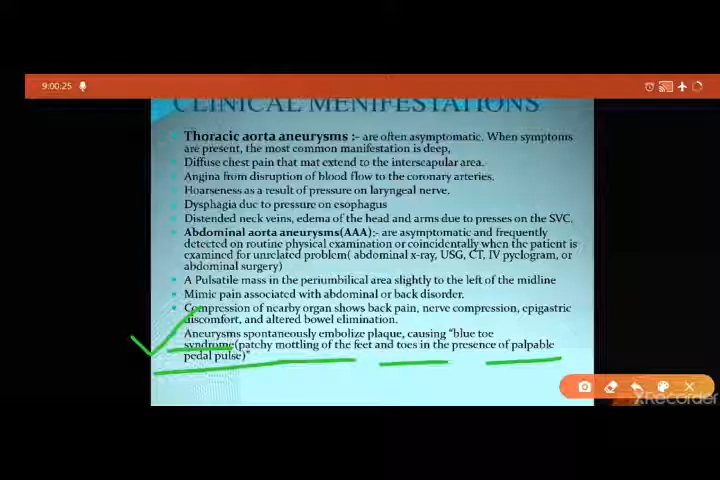 9:00:25
CLINICAL MENIFESTATIONS
Thoracic aorta aneurysms :- are often asymptomatic. When symptoms
are present, the most common manifestation is deep,
Diffuse chest pain that mat extend to the interscapular area.
Angina from disruption of blood flow to the coronary arteries.
Hoarseness as a result of pressure on laryngeal nerve.
Dysphagia due to pressure on esophagus
Distended neck veins, edema of the head and arms due to presses on the SVC.
Abdominal aorta aneurysms(AAA):- are asymptomatic and frequently
detected on routine physical examination or coincidentally when the patient is
examined for unrelated problem( abdominal x-ray, USG, CT, IV pyelogram, or
abdominal surgery)
A Pulsatile mass in the periumbilical area slightly to the left of the midline
Mimic pain associated with abdominal or back disorder.
Compression of nearby organ shows back pain, nerve compression, epigastric
discomfort, and altered bowel elimination.
Aneurysms spontaneously embolize plaque, causing "blue toe
syndrome(patchy mottling of the feet and toes in the presence of palpable
pedal pulse)"
XRecorder